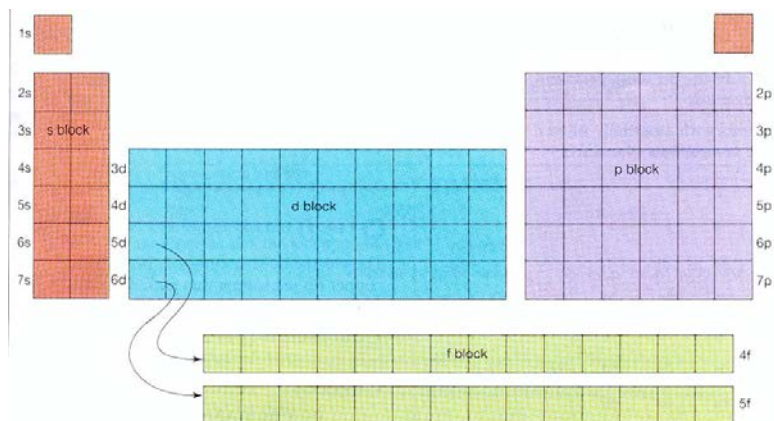 1s
2s 2p
3s s block 3p
4s 3d p block 4p
5s 4d d block 5p
6s 5d 6p
7s 6d 7p
f block 4f
5f